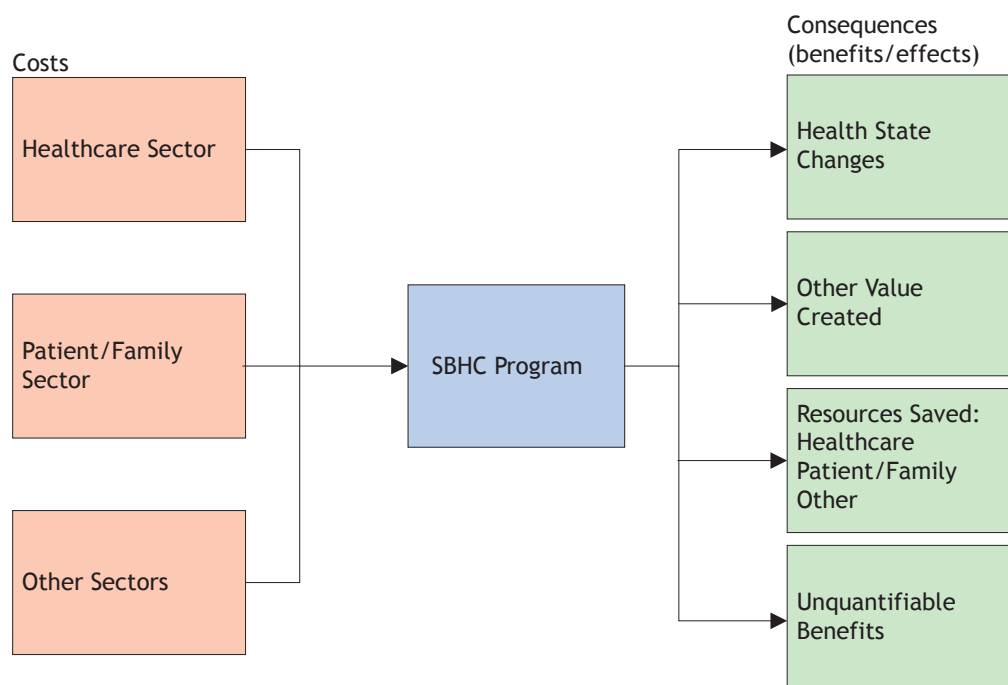 Costs
Healthcare Sector
Patient/Family
Sector
Other Sectors
SBHC Program
Consequences
(benefits/effects)
Health State
Changes
Other Value
Created
Resources Saved:
Healthcare
Patient/Family
Other
Unquantifiable
Benefits